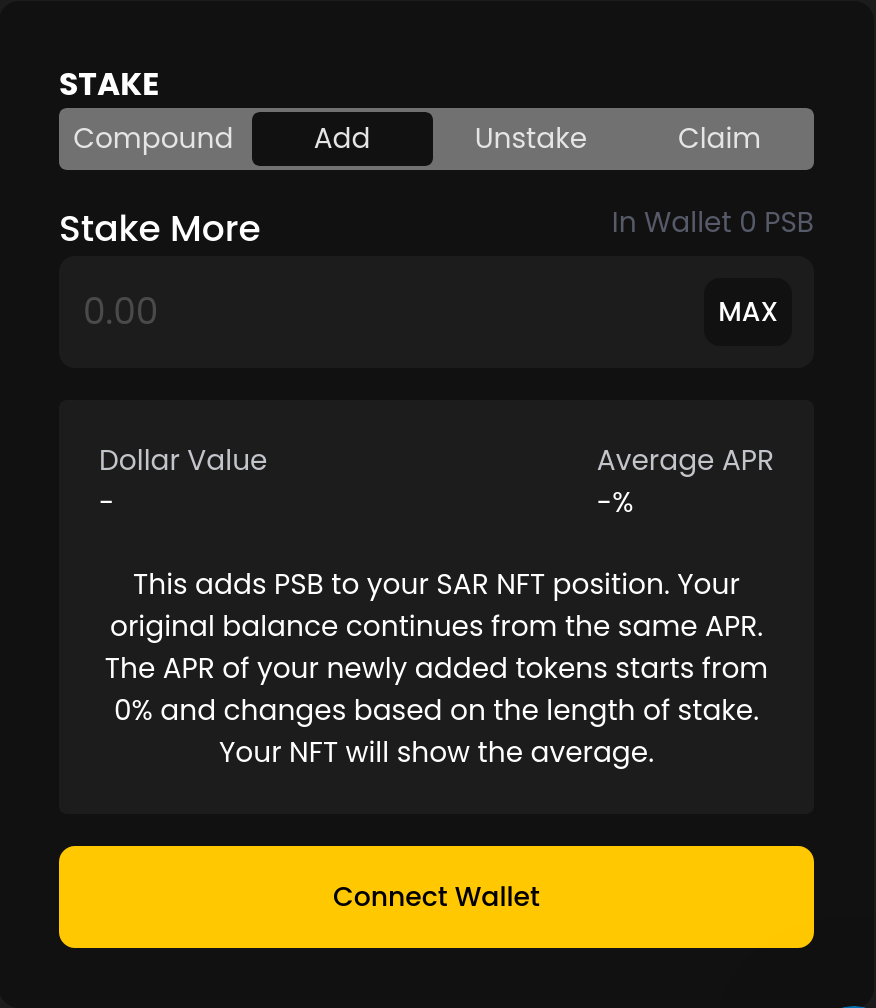 STAKE
Compound Add Unstake Claim
Stake More In Wallet 0 PSB
0.00 MAX
Dollar Value Average APR
- -%
This adds PSB to your SAR NFT position. Your
original balance continues from the same APR.
The APR of your newly added tokens starts from
0% and changes based on the length of stake.
Your NFT will show the average.
Connect Wallet